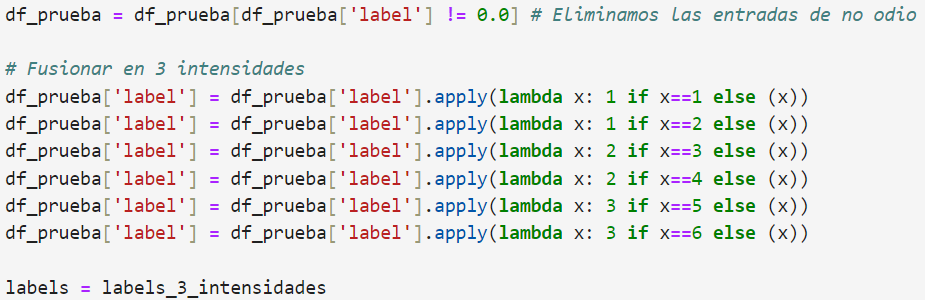 df_prueba = df_prueba[df_prueba['label'] != 0.0] # Eliminamos las entradas de no odio
# Fusionar en 3 intensidades
df_prueba['label'] = df_prueba['label'].apply(lambda x: 1 if x==1 else (x))
df_prueba['label'] = df_prueba['label'].apply(lambda x: 1 if x==2 else (x))
df_prueba['label'] = df_prueba['label'].apply(lambda x: 2 if x==3 else (x))
df_prueba['label'] = df_prueba['label'].apply(lambda x: 2 if x==4 else (x))
df_prueba['label'] = df_prueba['label'].apply(lambda x: 3 if x==5 else (x))
df_prueba['label'] = df_prueba['label'].apply(lambda x: 3 if x==6 else (x))
labels = labels_3_intensidades